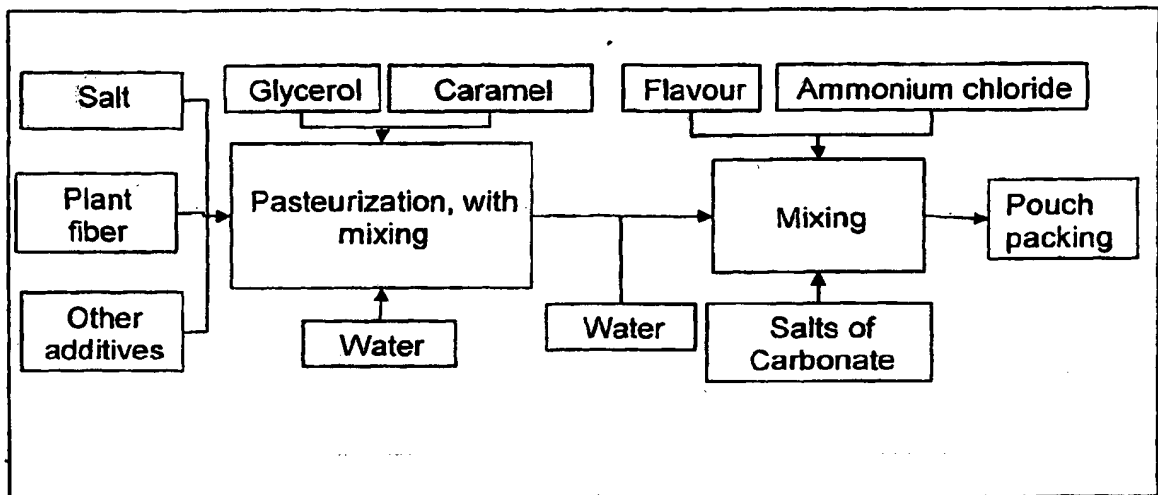 Salt
Glycerol
Caramel
Flavour
Ammonium chloride
Plant
fiber
Pasteurization, with
mixing
Mixing
Pouch
packing
Other
additives
Water
Water
Salts of
Carbonate